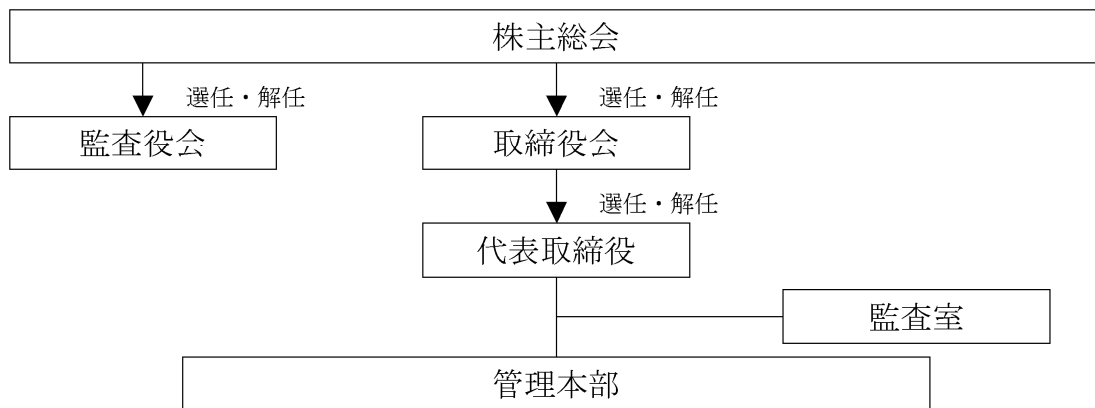 株主総会
選任・解任
選任・解任
監査役会
取締役会
選任・解任
代表取締役
監査室
管理本部